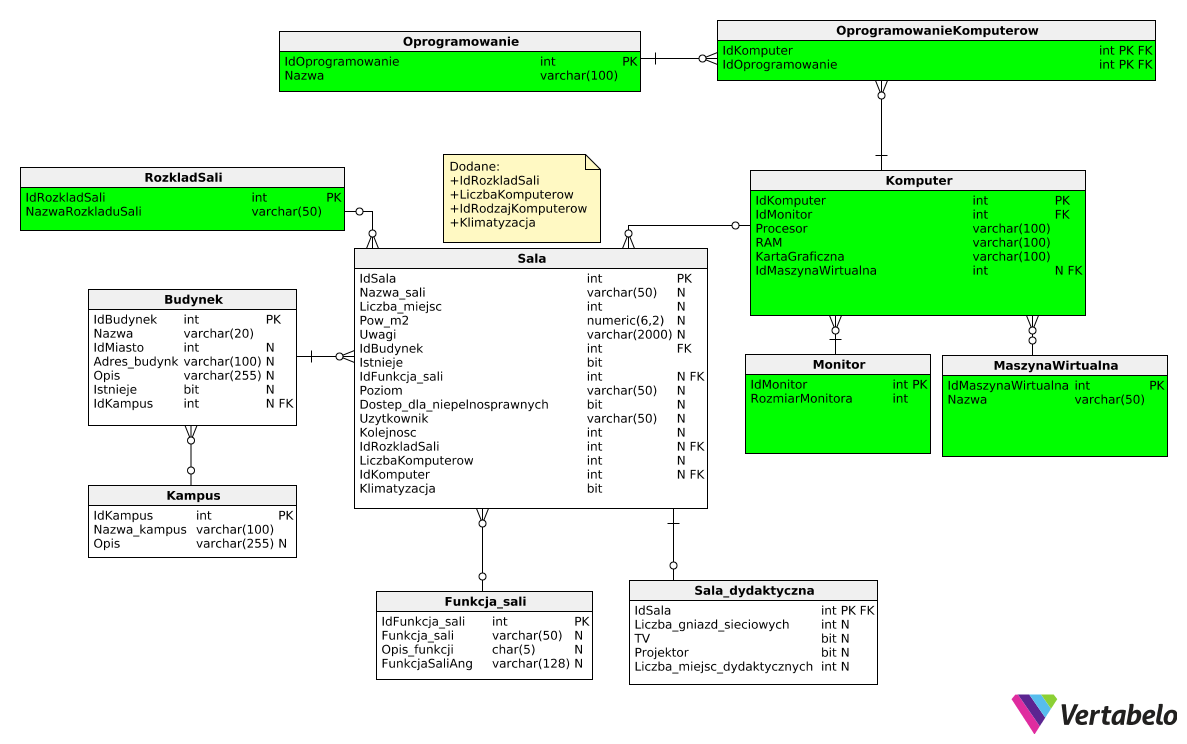 Oprogramowanie
IdOprogramowanie int PK
Nazwa varchar(100)
OprogramowanieKomputerow
IdKomputer int PK FK
IdOprogramowanie int PK FK
RozkladSali
IdRozkladSali int PK
NazwaRozkladuSali varchar(50)
Dodane:
+IdRozkladSali
+LiczbaKomputerow
+IdRodzajKomputerow
+Klimatyzacja
Komputer
IdKomputer int PK
IdMonitor int FK
Procesor varchar(100)
RAM varchar(100)
KartaGraficzna varchar(100)
IdMaszynaWirtualna int N FK
Sala
IdSala int PK
Nazwa_sali varchar(50) N
Liczba_miejsc int N
Pow_m2 numeric(6,2) N
Uwagi varchar(2000) N
IdBudynek int FK
Istnieje bit
IdFunkcja_sali int N FK
Poziom varchar(50) N
Dostep_dla_niepelnosprawnych bit N
Uzytkownik varchar(50) N
Kolejnosc int N
IdRozkladSali int N FK
LiczbaKomputerow int N
IdKomputer int N FK
Klimatyzacja bit
Budynek
IdBudynek int PK
Nazwa varchar(20)
IdMiasto int N
Adres_budynk varchar(100) N
Opis varchar(255) N
Istnieje bit N
IdKampus int N FK
Monitor
IdMonitor int PK
RozmiarMonitora int
MaszynaWirtualna
IdMaszynaWirtualna int PK
Nazwa varchar(50)
Kampus
IdKampus int PK
Nazwa_kampus varchar(100)
Opis varchar(255) N
Funkcja_sali
IdFunkcja_sali int PK
Funkcja_sali varchar(50) N
Opis_funkcji char(5) N
FunkcjaSaliAng varchar(128) N
Sala_dydaktyczna
IdSala int PK FK
Liczba_gniazd_sieciowych int N
TV bit N
Projektor bit N
Liczba_miejsc_dydaktycznych int N
Vertabelo